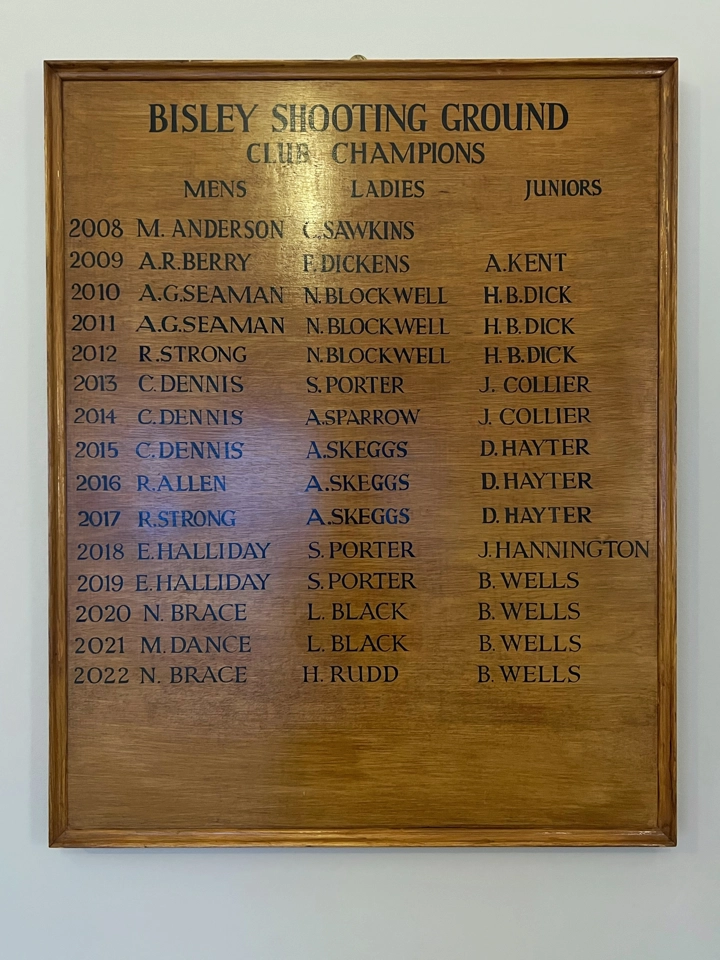 BISLEY SHOOTING GROUND
CLUB CHAMPIONS
MENS LADIES JUNIORS
2008 M. ANDERSON C.SAWKINS
2009 A.R.BERRY F.DICKENS A.KENT
2010 A.G.SEAMAN N.BLOCKWELL H.B.DICK
2011 A.G.SEAMAN N.BLOCKWELL H.B.DICK
2012 R.STRONG N.BLOCKWELL H.B.DICK
2013 C.DENNIS S.PORTER J. COLLIER
2014 C.DENNIS A.SPARROW J. COLLIER
2015 C.DENNIS A.SKEGGS D.HAYTER
2016 R.ALLEN A.SKEGGS D.HAYTER
2017 R.STRONG A.SKEGGS D.HAYTER
2018 E.HALLIDAY S.PORTER J.HANNINGTON
2019 E.HALLIDAY S.PORTER B.WELLS
2020 N. BRACE L. BLACK B.WELLS
2021 M.DANCE L. BLACK B.WELLS
2022 N. BRACE H. RUDD B.WELLS